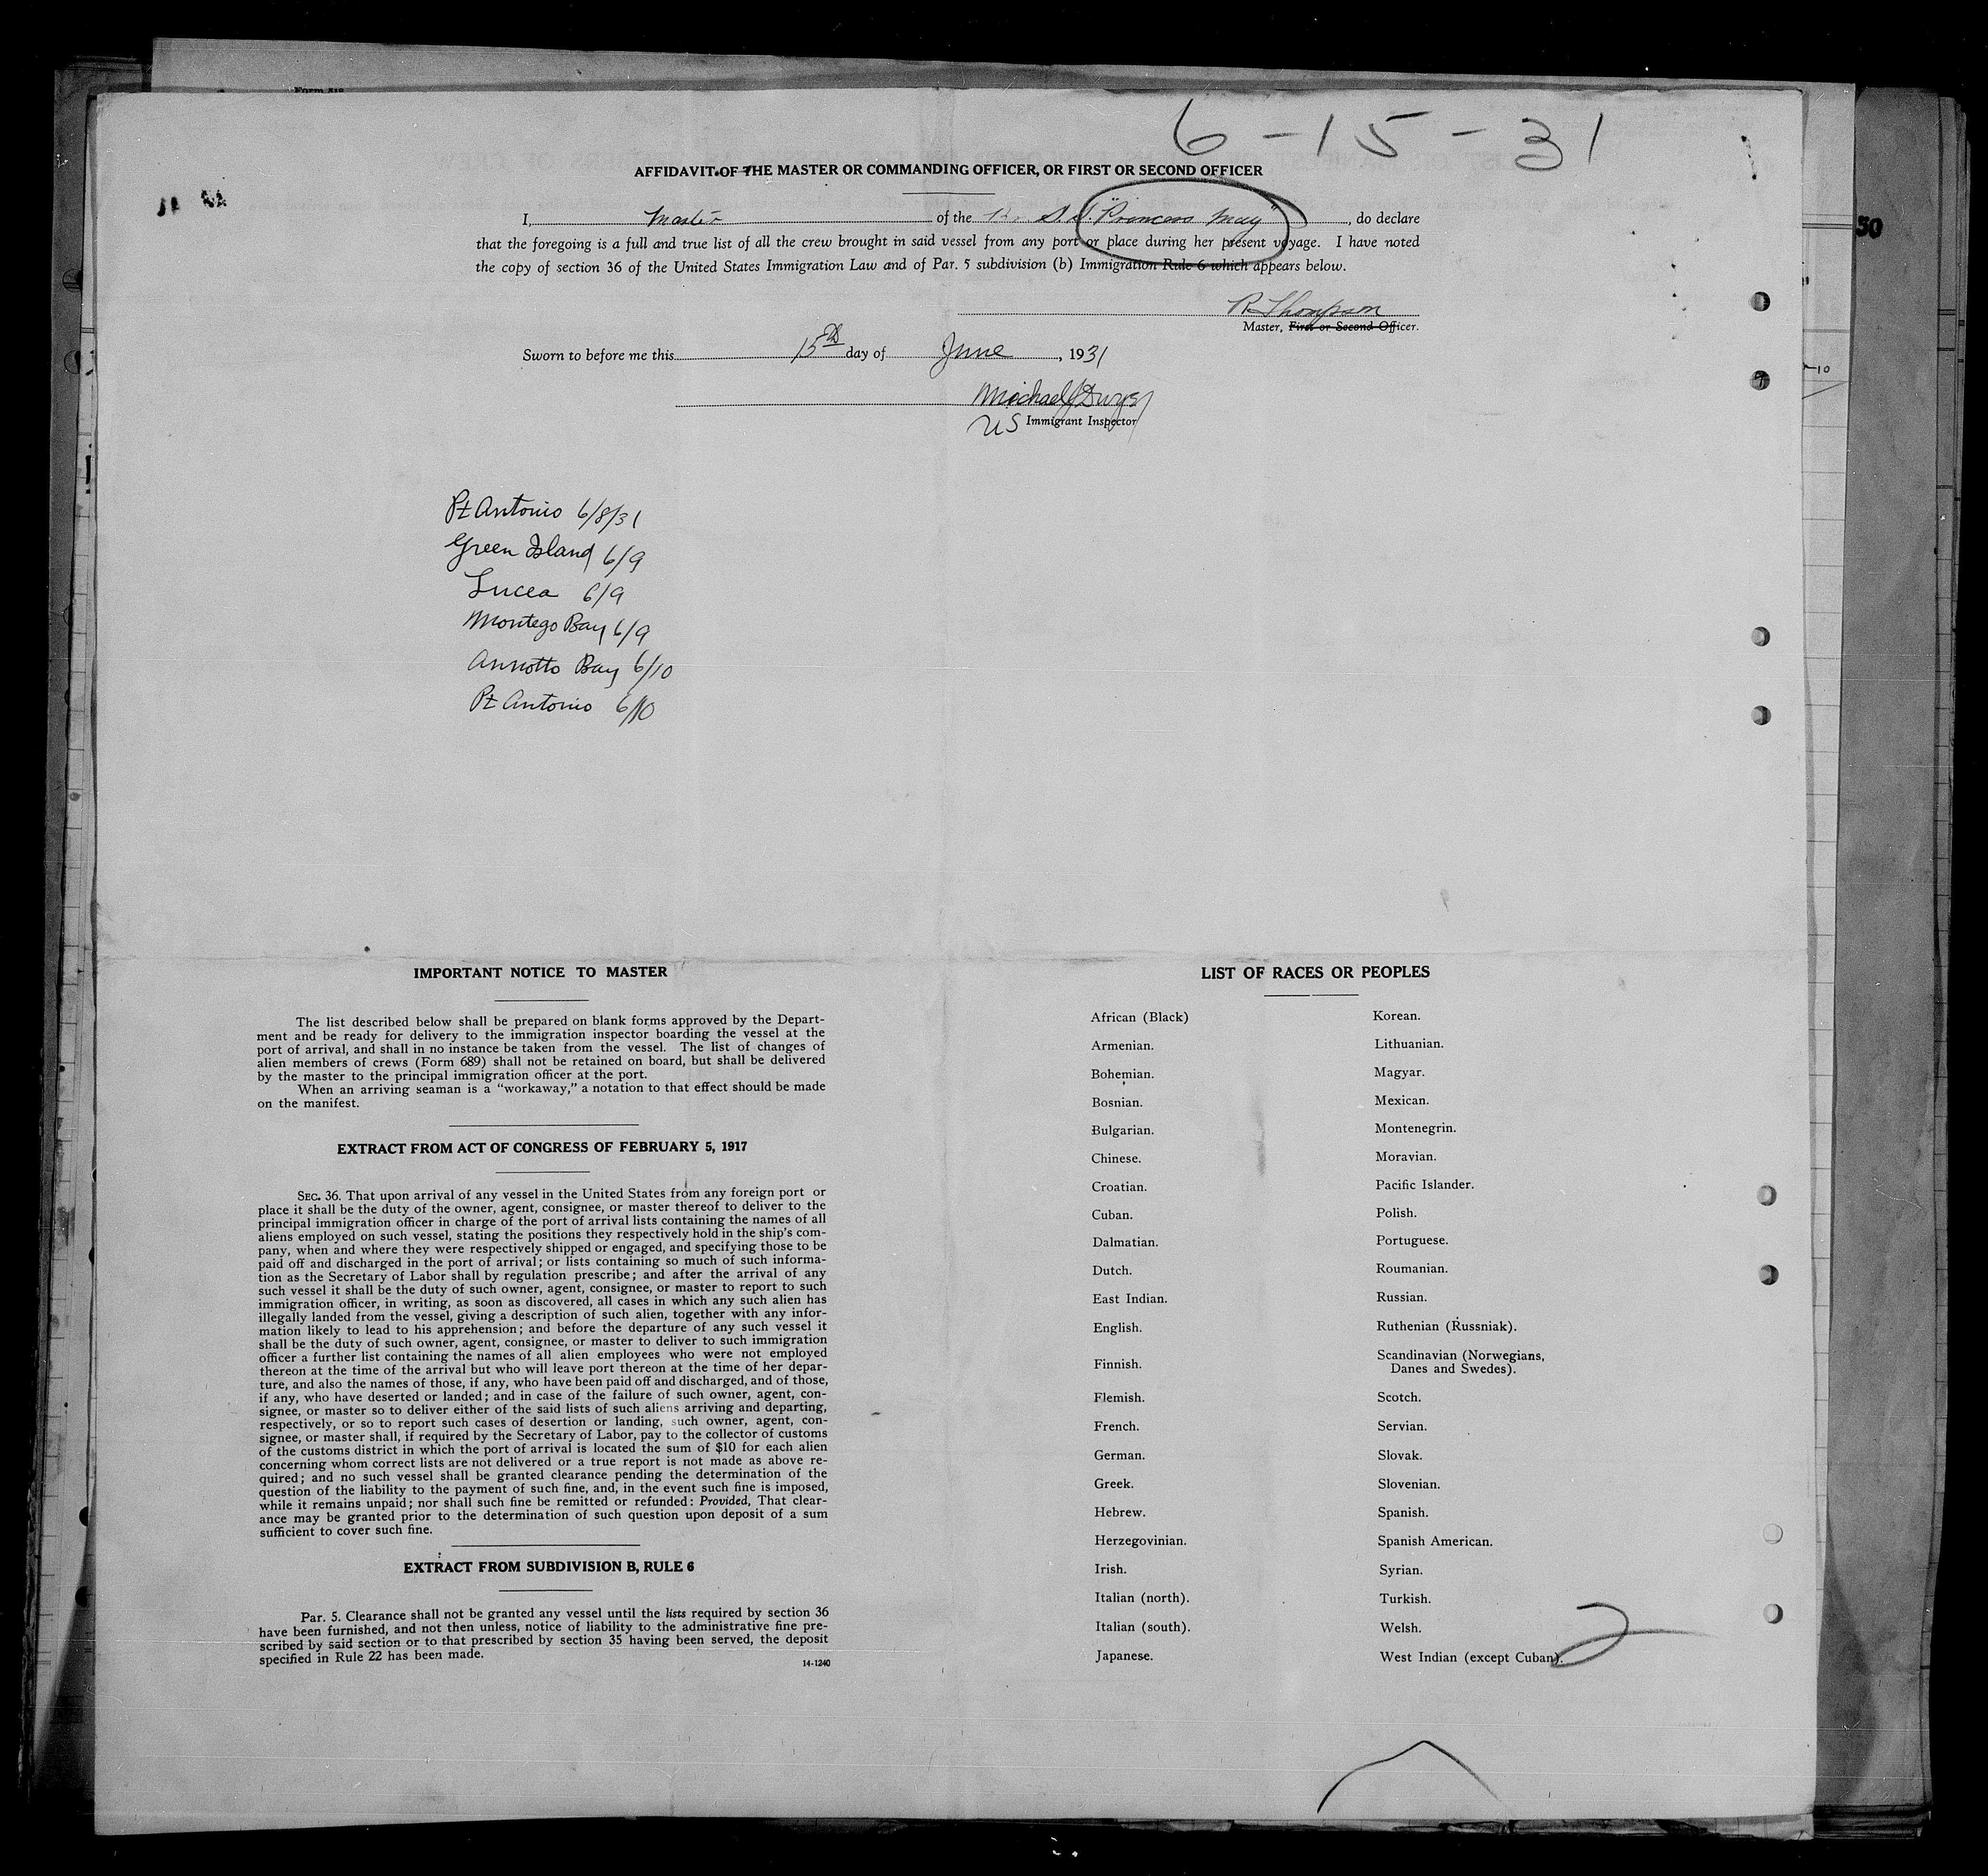 Form 518
6-15-31
AFFIDAVIT OF THE MASTER OR COMMANDING OFFICER, OR FIRST OR SECOND OFFICER
I, Master of the Br S.S. "Princess May", do declare
that the foregoing is a full and true list of all the crew brought in said vessel from any port or place during her present voyage. I have noted
the copy of section 36 of the United States Immigration Law and of Par. 5 subdivision (b) Immigration Rule 6 which appears below.
R Thompson
Master, First or Second Officer.
Sworn to before me this 15th day of June, 1931
Michael J Dwyer
US Immigrant Inspector
50
-10
Pt Antonio 6/8/31
Green Island 6/9
Lucea 6/9
Montego Bay 6/9
Annotto Bay 6/10
Pt Antonio 6/10
IMPORTANT NOTICE TO MASTER
The list described below shall be prepared on blank forms approved by the Depart-
ment and be ready for delivery to the immigration inspector boarding the vessel at the
port of arrival, and shall in no instance be taken from the vessel. The list of changes of
alien members of crews (Form 689) shall not be retained on board, but shall be delivered
by the master to the principal immigration officer at the port.
When an arriving seaman is a "workaway," a notation to that effect should be made
on the manifest.
EXTRACT FROM ACT OF CONGRESS OF FEBRUARY 5, 1917
SEC. 36. That upon arrival of any vessel in the United States from any foreign port or
place it shall be the duty of the owner, agent, consignee, or master thereof to deliver to the
principal immigration officer in charge of the port of arrival lists containing the names of all
aliens employed on such vessel, stating the positions they respectively hold in the ship's com-
pany, when and where they were respectively shipped or engaged, and specifying those to be
paid off and discharged in the port of arrival; or lists containing so much of such informa-
tion as the Secretary of Labor shall by regulation prescribe; and after the arrival of any
such vessel it shall be the duty of such owner, agent, consignee, or master to report to such
immigration officer, in writing, as soon as discovered, all cases in which any such alien has
illegally landed from the vessel, giving a description of such alien, together with any infor-
mation likely to lead to his apprehension; and before the departure of any such vessel it
shall be the duty of such owner, agent, consignee, or master to deliver to such immigration
officer a further list containing the names of all alien employees who were not employed
thereon at the time of the arrival but who will leave port thereon at the time of her depar-
ture, and also the names of those, if any, who have been paid off and discharged, and of those,
if any, who have deserted or landed; and in case of the failure of such owner, agent, con-
signee, or master so to deliver either of the said lists of such aliens arriving and departing,
respectively, or so to report such cases of desertion or landing, such owner, agent, con-
signee, or master shall, if required by the Secretary of Labor, pay to the collector of customs
of the customs district in which the port of arrival is located the sum of $10 for each alien
concerning whom correct lists are not delivered or a true report is not made as above re-
quired; and no such vessel shall be granted clearance pending the determination of the
question of the liability to the payment of such fine, and, in the event such fine is imposed,
while it remains unpaid; nor shall such fine be remitted or refunded: Provided, That clear-
ance may be granted prior to the determination of such question upon deposit of a sum
sufficient to cover such fine.
EXTRACT FROM SUBDIVISION B, RULE 6
Par. 5. Clearance shall not be granted any vessel until the lists required by section 36
have been furnished, and not then unless, notice of liability to the administrative fine pre-
scribed by said section or to that prescribed by section 35 having been served, the deposit
specified in Rule 22 has been made.
14-1240
LIST OF RACES OR PEOPLES
African (Black)
Armenian.
Bohemian.
Bosnian.
Bulgarian.
Chinese.
Croatian.
Cuban.
Dalmatian.
Dutch.
East Indian.
English.
Finnish.
Flemish.
French.
German.
Greek.
Hebrew.
Herzegovinian.
Irish.
Italian (north).
Italian (south).
Japanese.
Korean.
Lithuanian.
Magyar.
Mexican.
Montenegrin.
Moravian.
Pacific Islander.
Polish.
Portuguese.
Roumanian.
Russian.
Ruthenian (Russniak).
Scandinavian (Norwegians,
Danes and Swedes).
Scotch.
Servian.
Slovak.
Slovenian.
Spanish.
Spanish American.
Syrian.
Turkish.
Welsh.
West Indian (except Cuban).
2